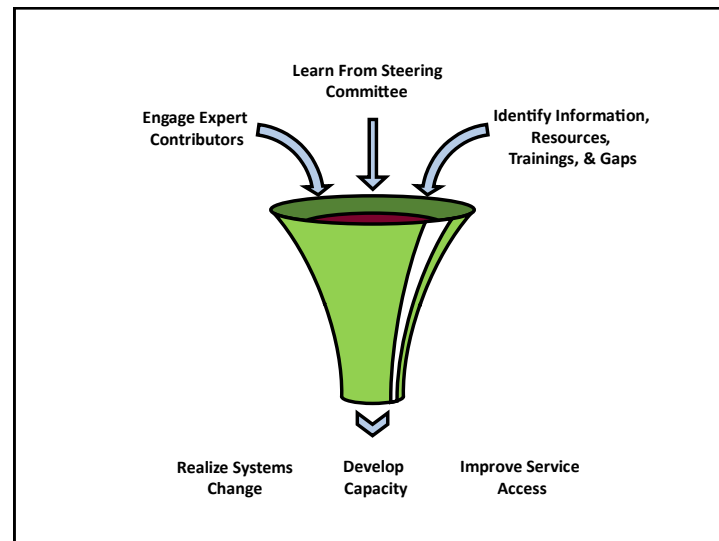 Learn From Steering
Committee
Engage Expert
Contributors
Identify Information,
Resources,
Trainings, & Gaps
Realize Systems
Change
Develop
Capacity
Improve Service
Access